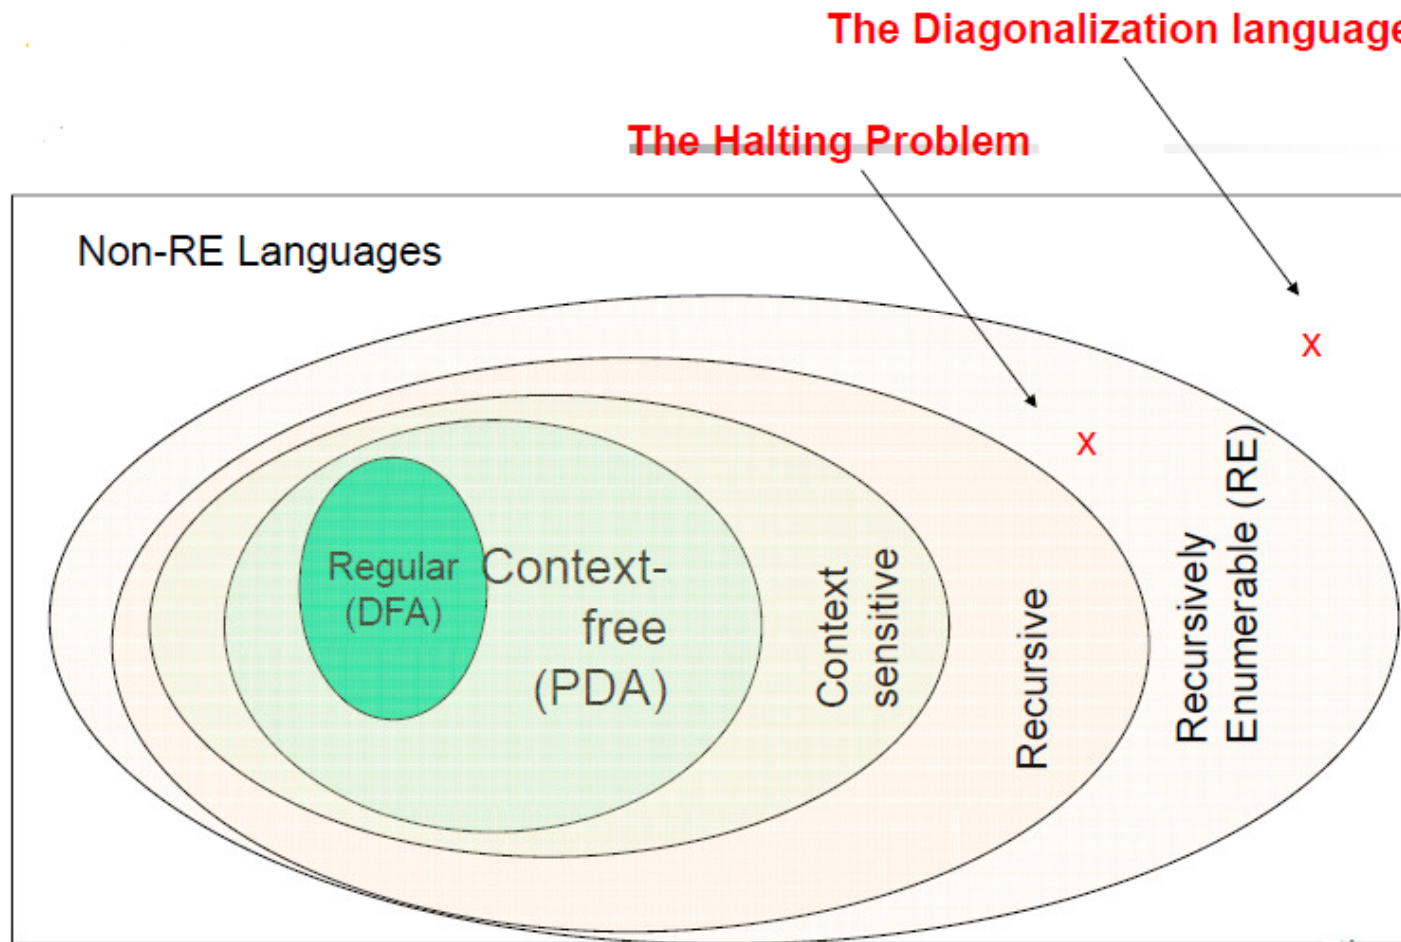 The Diagonalization language
The Halting Problem
Non-RE Languages
x
x
Regular
(DFA)
Context-
free
(PDA)
Context
sensitive
Recursive
Recursively
Enumerable (RE)